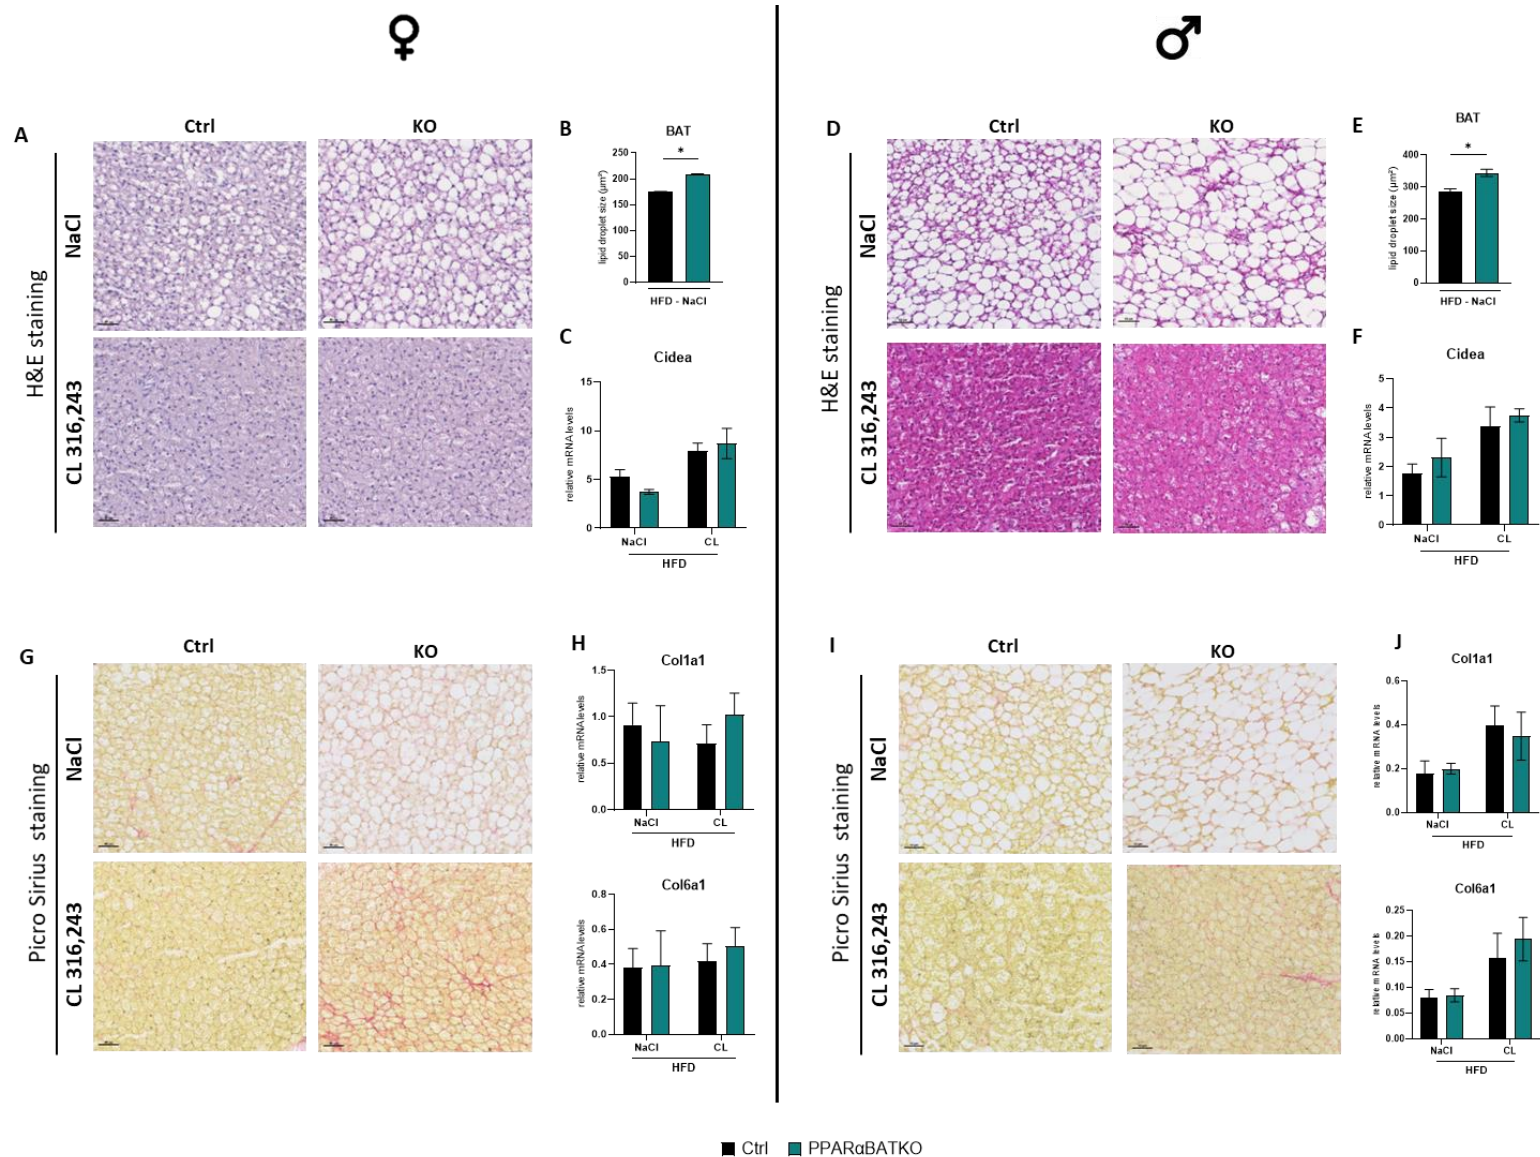 ♀
♂
A
Ctrl
KO
H&E staining
NaCl
CL 316,243
B
BAT
lipid droplet size (µm²)
250
200
150
100
50
0
*
HFD - NaCl
C
Cidea
relative mRNA levels
15
10
5
0
NaCl
CL
HFD
D
Ctrl
KO
H&E staining
NaCl
CL 316,243
E
BAT
lipid droplet size (µm²)
400
300
200
100
0
*
HFD - NaCl
F
Cidea
relative mRNA levels
5
4
3
2
1
0
NaCl
CL
HFD
G
Ctrl
KO
Picro Sirius staining
NaCl
CL 316,243
H
Col1a1
relative mRNA levels
1.5
1.0
0.5
0.0
NaCl
CL
HFD
Col6a1
relative mRNA levels
0.8
0.6
0.4
0.2
0.0
NaCl
CL
HFD
I
Ctrl
KO
Picro Sirius staining
NaCl
CL 316,243
J
Col1a1
relative mRNA levels
0.6
0.4
0.2
0.0
NaCl
CL
HFD
Col6a1
relative mRNA levels
0.25
0.20
0.15
0.10
0.05
0.00
NaCl
CL
HFD
Ctrl
PPARαBATKO